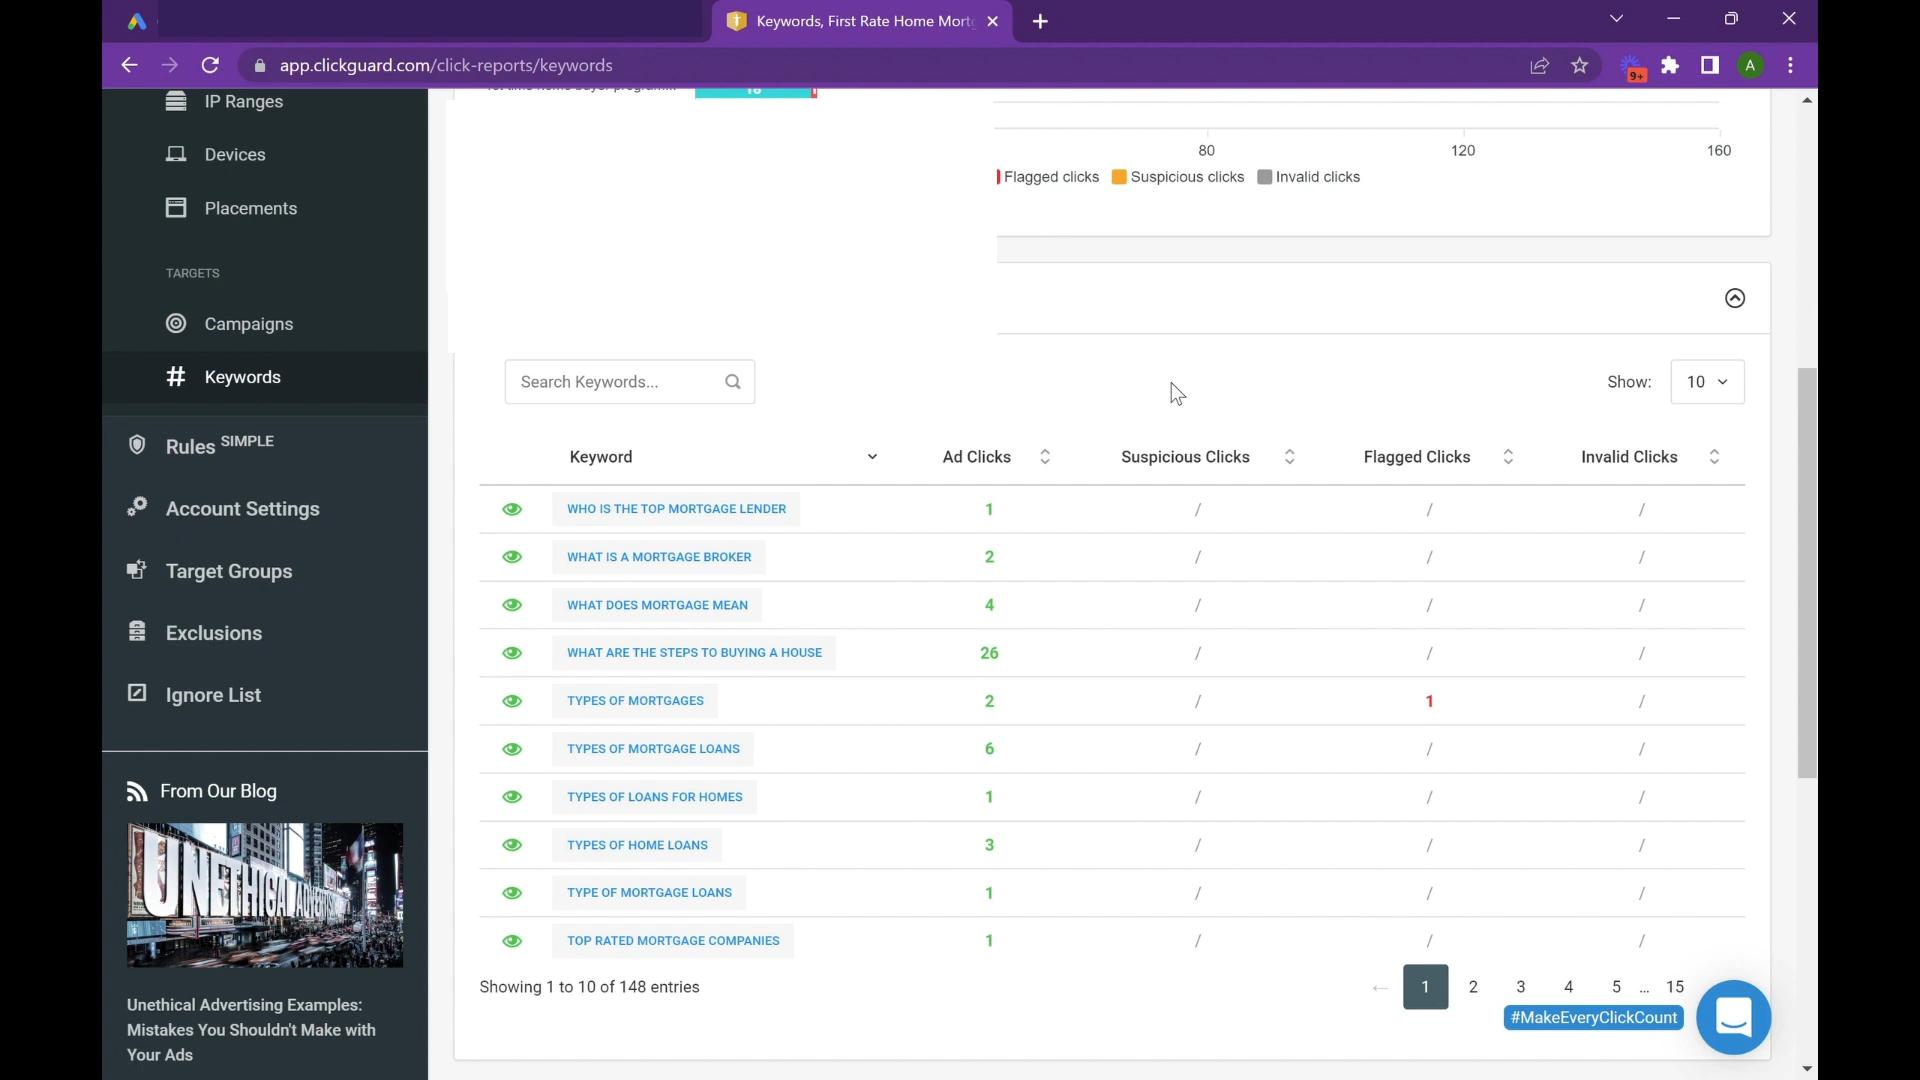 Keywords, First Rate Home Mort
app.clickguard.com/click-reports/keywords
9+
A
IP Ranges
Devices
Placements
TARGETS
Campaigns
Keywords
Rules SIMPLE
Account Settings
Target Groups
Exclusions
Ignore List
From Our Blog
UNETHICAL ADVERTISING
Unethical Advertising Examples:
Mistakes You Shouldn't Make with
Your Ads
18
80 120 160
Flagged clicks Suspicious clicks Invalid clicks
Search Keywords... Show: 10
Keyword Ad Clicks Suspicious Clicks Flagged Clicks Invalid Clicks
WHO IS THE TOP MORTGAGE LENDER 1 / / /
WHAT IS A MORTGAGE BROKER 2 / / /
WHAT DOES MORTGAGE MEAN 4 / / /
WHAT ARE THE STEPS TO BUYING A HOUSE 26 / / /
TYPES OF MORTGAGES 2 / 1 /
TYPES OF MORTGAGE LOANS 6 / / /
TYPES OF LOANS FOR HOMES 1 / / /
TYPES OF HOME LOANS 3 / / /
TYPE OF MORTGAGE LOANS 1 / / /
TOP RATED MORTGAGE COMPANIES 1 / / /
Showing 1 to 10 of 148 entries ← 1 2 3 4 5 ... 15
#MakeEveryClickCount